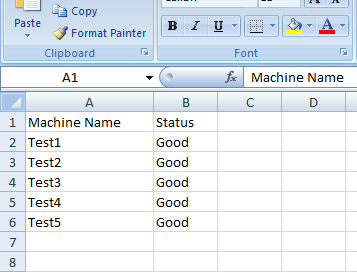 Paste
Copy
Format Painter
B I U
A
Clipboard
Font
A1
fx
Machine Name
A B C D
1 Machine Name Status
2 Test1 Good
3 Test2 Good
4 Test3 Good
5 Test4 Good
6 Test5 Good
7
8